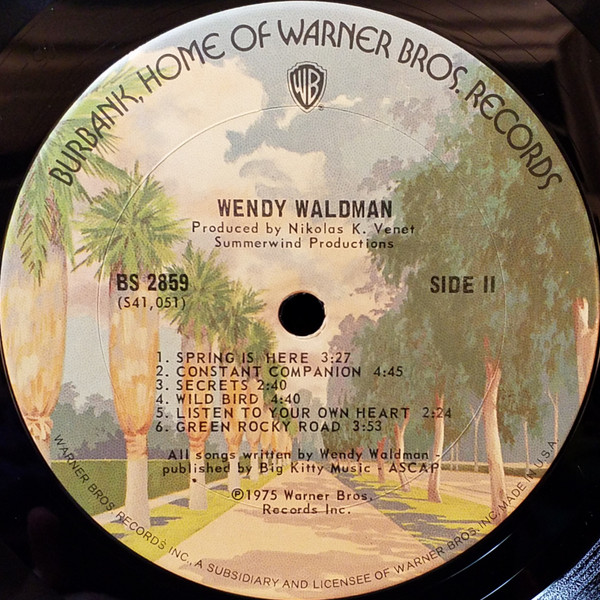 BURBANK, HOME OF WARNER BROS. RECORDS
WB
WENDY WALDMAN
Produced by Nikolas K. Venet
Summerwind Productions
BS 2859
(S41,051)
SIDE II
1. SPRING IS HERE 3:27
2. CONSTANT COMPANION 4:45
3. SECRETS 2:40
4. WILD BIRD 4:40
5. LISTEN TO YOUR OWN HEART 2:24
6. GREEN ROCKY ROAD 3:53
All songs written by Wendy Waldman -
published by Big Kitty Music - ASCAP
℗1975 Warner Bros.
Records Inc.
WARNER BROS. RECORDS INC., A SUBSIDIARY AND LICENSEE OF WARNER BROS. INC. MADE IN U.S.A.